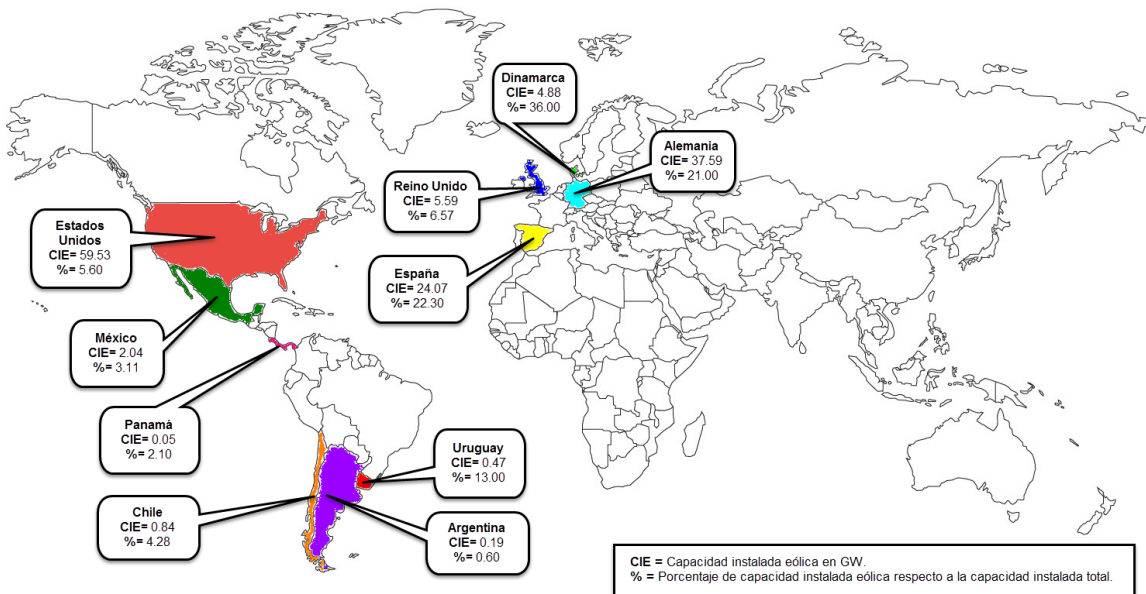 Dinamarca
CIE= 4.88
%= 36.00
Alemania
CIE= 37.59
%= 21.00
Reino Unido
CIE= 5.59
%= 6.57
Estados
Unidos
CIE= 59.53
%= 5.60
España
CIE= 24.07
%= 22.30
México
CIE= 2.04
%= 3.11
Panamá
CIE= 0.05
%= 2.10
Uruguay
CIE= 0.47
%= 13.00
Chile
CIE= 0.84
%= 4.28
Argentina
CIE= 0.19
%= 0.60
CIE = Capacidad instalada eólica en GW.
% = Porcentaje de capacidad instalada eólica respecto a la capacidad instalada total.